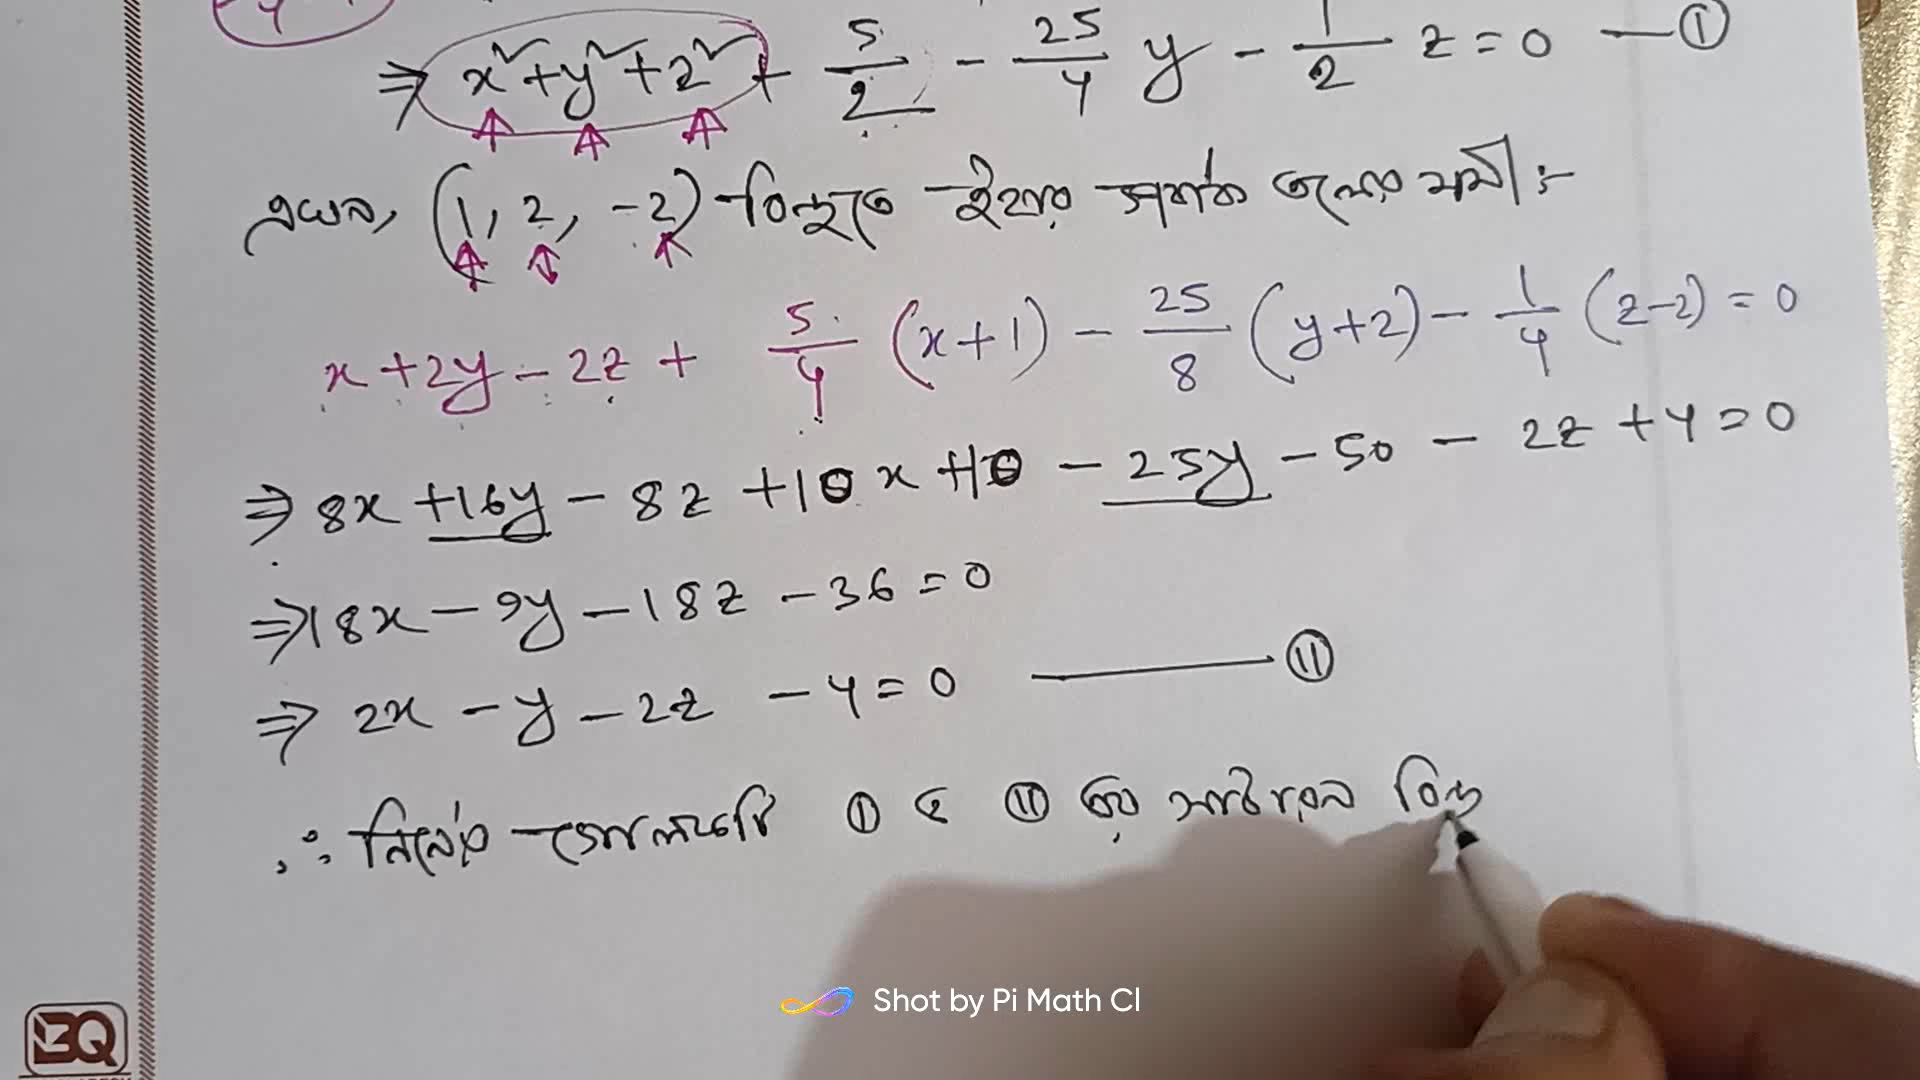 ⇒ x²+y²+z² + 5/2 - 25/4 y - 1/2 z = 0 — ①
এখন, (1, 2, -2) বিন্দুতে ইহার স্পর্শক তলের সমী:-
x + 2y - 2z + 5/4 (x+1) - 25/8 (y+2) - 1/4 (z-2) = 0
⇒ 8x + 16y - 8z + 10x + 10 - 25y - 50 - 2z + 4 = 0
⇒ 18x - 9y - 18z - 36 = 0
⇒ 2x - y - 2z - 4 = 0 — ⑪
∴ নির্ণেয় গোলকটি ① ও ⑪ এর বিন্দু
Shot by Pi Math Cl
BQ